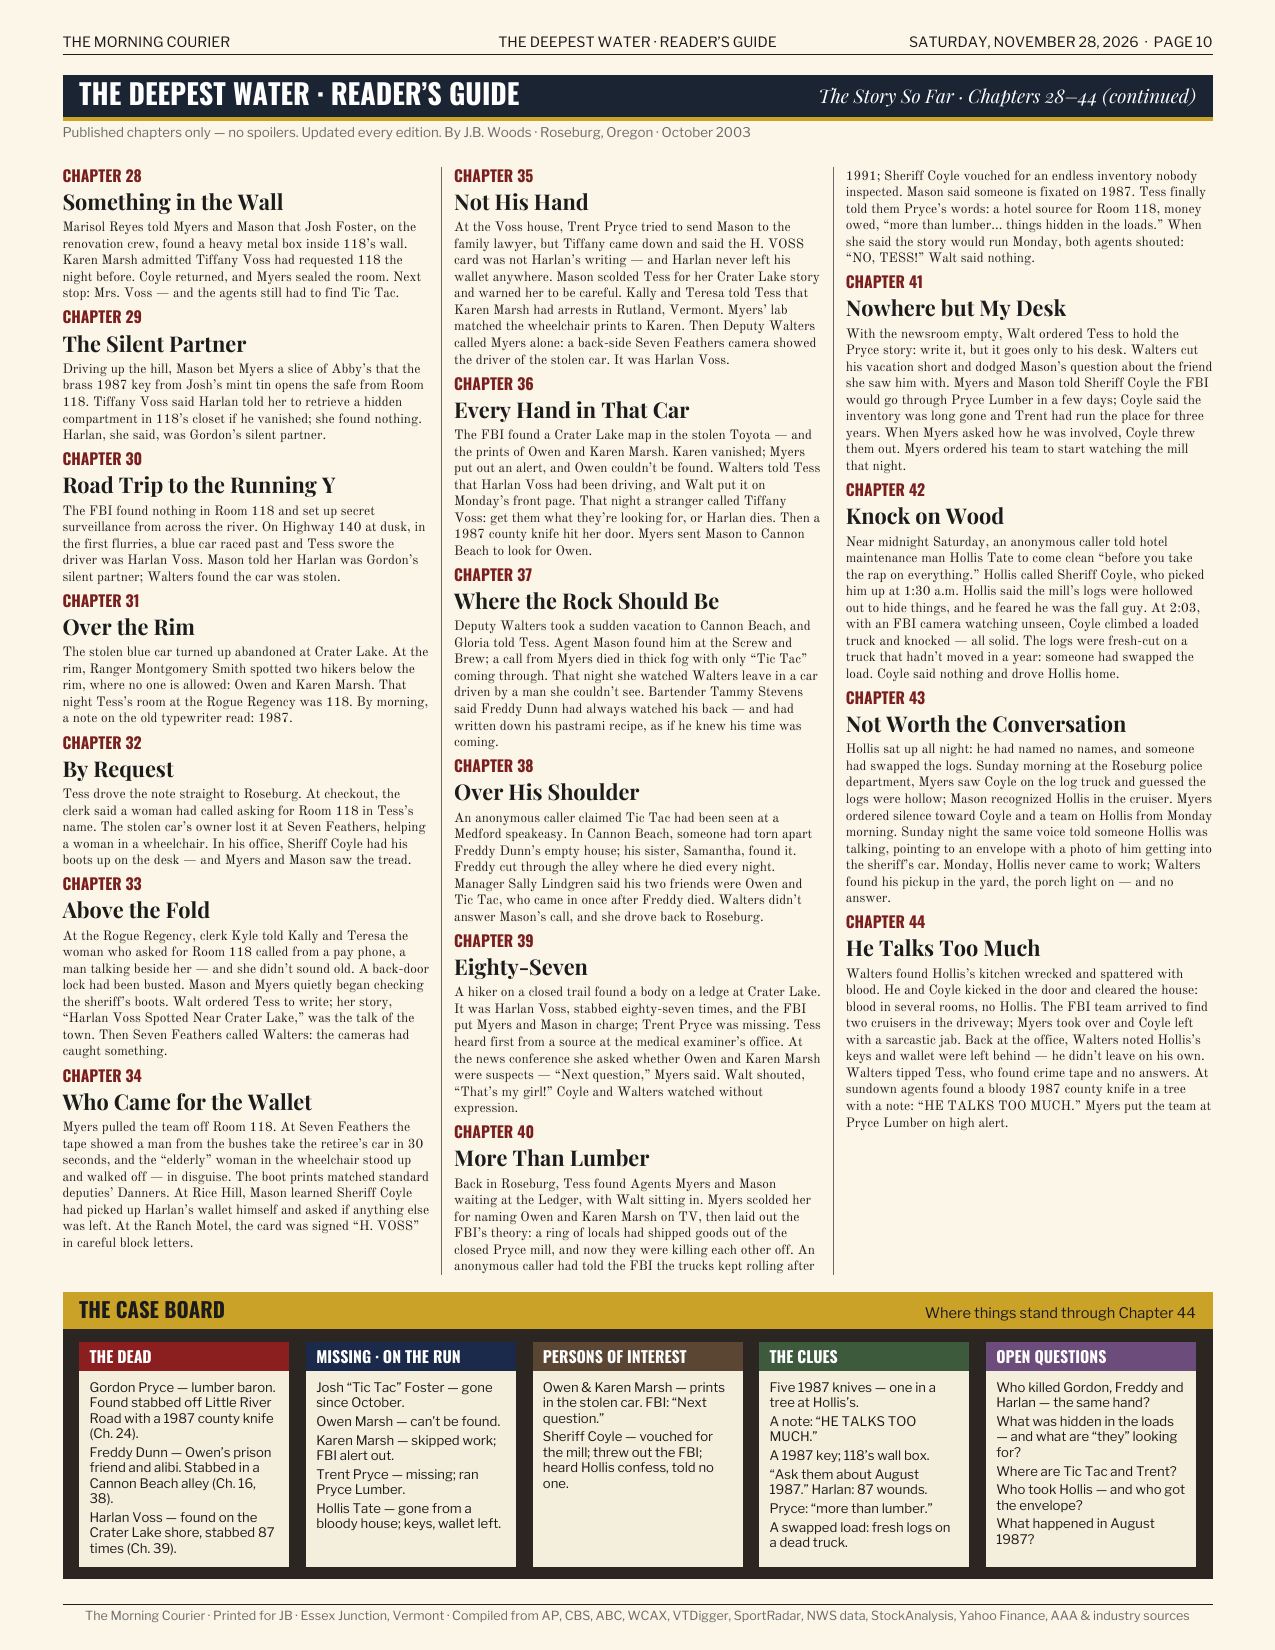 THE MORNING COURIER
THE DEEPEST WATER · READER’S GUIDE
SATURDAY, NOVEMBER 28, 2026 · PAGE 10
THE DEEPEST WATER · READER’S GUIDE
The Story So Far · Chapters 28–44 (continued)
Published chapters only — no spoilers. Updated every edition. By J.B. Woods · Roseburg, Oregon · October 2003
CHAPTER 28
Something in the Wall
Marisol Reyes told Myers and Mason that Josh Foster, on the
renovation crew, found a heavy metal box inside 118’s wall.
Karen Marsh admitted Tiffany Voss had requested 118 the
night before. Coyle returned, and Myers sealed the room. Next
stop: Mrs. Voss — and the agents still had to find Tic Tac.
CHAPTER 29
The Silent Partner
Driving up the hill, Mason bet Myers a slice of Abby’s that the
brass 1987 key from Josh’s mint tin opens the safe from Room
118. Tiffany Voss said Harlan told her to retrieve a hidden
compartment in 118’s closet if he vanished; she found nothing.
Harlan, she said, was Gordon’s silent partner.
CHAPTER 30
Road Trip to the Running Y
The FBI found nothing in Room 118 and set up secret
surveillance from across the river. On Highway 140 at dusk, in
the first flurries, a blue car raced past and Tess swore the
driver was Harlan Voss. Mason told her Harlan was Gordon’s
silent partner; Walters found the car was stolen.
CHAPTER 31
Over the Rim
The stolen blue car turned up abandoned at Crater Lake. At the
rim, Ranger Montgomery Smith spotted two hikers below the
rim, where no one is allowed: Owen and Karen Marsh. That
night Tess’s room at the Rogue Regency was 118. By morning,
a note on the old typewriter read: 1987.
CHAPTER 32
By Request
Tess drove the note straight to Roseburg. At checkout, the
clerk said a woman had called asking for Room 118 in Tess’s
name. The stolen car’s owner lost it at Seven Feathers, helping
a woman in a wheelchair. In his office, Sheriff Coyle had his
boots up on the desk — and Myers and Mason saw the tread.
CHAPTER 33
Above the Fold
At the Rogue Regency, clerk Kyle told Kally and Teresa the
woman who asked for Room 118 called from a pay phone, a
man talking beside her — and she didn’t sound old. A back-door
lock had been busted. Mason and Myers quietly began checking
the sheriff’s boots. Walt ordered Tess to write; her story,
“Harlan Voss Spotted Near Crater Lake,” was the talk of the
town. Then Seven Feathers called Walters: the cameras had
caught something.
CHAPTER 34
Who Came for the Wallet
Myers pulled the team off Room 118. At Seven Feathers the
tape showed a man from the bushes take the retiree’s car in 30
seconds, and the “elderly” woman in the wheelchair stood up
and walked off — in disguise. The boot prints matched standard
deputies’ Danners. At Rice Hill, Mason learned Sheriff Coyle
had picked up Harlan’s wallet himself and asked if anything else
was left. At the Ranch Motel, the card was signed “H. VOSS”
in careful block letters.
CHAPTER 35
Not His Hand
At the Voss house, Trent Pryce tried to send Mason to the
family lawyer, but Tiffany came down and said the H. VOSS
card was not Harlan’s writing — and Harlan never left his
wallet anywhere. Mason scolded Tess for her Crater Lake story
and warned her to be careful. Kally and Teresa told Tess that
Karen Marsh had arrests in Rutland, Vermont. Myers’ lab
matched the wheelchair prints to Karen. Then Deputy Walters
called Myers alone: a back-side Seven Feathers camera showed
the driver of the stolen car. It was Harlan Voss.
CHAPTER 36
Every Hand in That Car
The FBI found a Crater Lake map in the stolen Toyota — and
the prints of Owen and Karen Marsh. Karen vanished; Myers
put out an alert, and Owen couldn’t be found. Walters told Tess
that Harlan Voss had been driving, and Walt put it on
Monday’s front page. That night a stranger called Tiffany
Voss: get them what they’re looking for, or Harlan dies. Then a
1987 county knife hit her door. Myers sent Mason to Cannon
Beach to look for Owen.
CHAPTER 37
Where the Rock Should Be
Deputy Walters took a sudden vacation to Cannon Beach, and
Gloria told Tess. Agent Mason found him at the Screw and
Brew; a call from Myers died in thick fog with only “Tic Tac”
coming through. That night she watched Walters leave in a car
driven by a man she couldn’t see. Bartender Tammy Stevens
said Freddy Dunn had always watched his back — and had
written down his pastrami recipe, as if he knew his time was
coming.
CHAPTER 38
Over His Shoulder
An anonymous caller claimed Tic Tac had been seen at a
Medford speakeasy. In Cannon Beach, someone had torn apart
Freddy Dunn’s empty house; his sister, Samantha, found it.
Freddy cut through the alley where he died every night.
Manager Sally Lindgren said his two friends were Owen and
Tic Tac, who came in once after Freddy died. Walters didn’t
answer Mason’s call, and she drove back to Roseburg.
CHAPTER 39
Eighty-Seven
A hiker on a closed trail found a body on a ledge at Crater Lake.
It was Harlan Voss, stabbed eighty-seven times, and the FBI
put Myers and Mason in charge; Trent Pryce was missing. Tess
heard first from a source at the medical examiner’s office. At
the news conference she asked whether Owen and Karen Marsh
were suspects — “Next question,” Myers said. Walt shouted,
“That’s my girl!” Coyle and Walters watched without
expression.
CHAPTER 40
More Than Lumber
Back in Roseburg, Tess found Agents Myers and Mason
waiting at the Ledger, with Walt sitting in. Myers scolded her
for naming Owen and Karen Marsh on TV, then laid out the
FBI’s theory: a ring of locals had shipped goods out of the
closed Pryce mill, and now they were killing each other off. An
anonymous caller had told the FBI the trucks kept rolling after
1991; Sheriff Coyle vouched for an endless inventory nobody
inspected. Mason said someone is fixated on 1987. Tess finally
told them Pryce’s words: a hotel source for Room 118, money
owed, “more than lumber… things hidden in the loads.” When
she said the story would run Monday, both agents shouted:
“NO, TESS!” Walt said nothing.
CHAPTER 41
Nowhere but My Desk
With the newsroom empty, Walt ordered Tess to hold the
Pryce story: write it, but it goes only to his desk. Walters cut
his vacation short and dodged Mason’s question about the friend
she saw him with. Myers and Mason told Sheriff Coyle the FBI
would go through Pryce Lumber in a few days; Coyle said the
inventory was long gone and Trent had run the place for three
years. When Myers asked how he was involved, Coyle threw
them out. Myers ordered his team to start watching the mill
that night.
CHAPTER 42
Knock on Wood
Near midnight Saturday, an anonymous caller told hotel
maintenance man Hollis Tate to come clean “before you take
the rap on everything.” Hollis called Sheriff Coyle, who picked
him up at 1:30 a.m. Hollis said the mill’s logs were hollowed
out to hide things, and he feared he was the fall guy. At 2:03,
with an FBI camera watching unseen, Coyle climbed a loaded
truck and knocked — all solid. The logs were fresh-cut on a
truck that hadn’t moved in a year: someone had swapped the
load. Coyle said nothing and drove Hollis home.
CHAPTER 43
Not Worth the Conversation
Hollis sat up all night: he had named no names, and someone
had swapped the logs. Sunday morning at the Roseburg police
department, Myers saw Coyle on the log truck and guessed the
logs were hollow; Mason recognized Hollis in the cruiser. Myers
ordered silence toward Coyle and a team on Hollis from Monday
morning. Sunday night the same voice told someone Hollis was
talking, pointing to an envelope with a photo of him getting into
the sheriff’s car. Monday, Hollis never came to work; Walters
found his pickup in the yard, the porch light on — and no
answer.
CHAPTER 44
He Talks Too Much
Walters found Hollis’s kitchen wrecked and spattered with
blood. He and Coyle kicked in the door and cleared the house:
blood in several rooms, no Hollis. The FBI team arrived to find
two cruisers in the driveway; Myers took over and Coyle left
with a sarcastic jab. Back at the office, Walters noted Hollis’s
keys and wallet were left behind — he didn’t leave on his own.
Walters tipped Tess, who found crime tape and no answers. At
sundown agents found a bloody 1987 county knife in a tree
with a note: “HE TALKS TOO MUCH.” Myers put the team at
Pryce Lumber on high alert.
THE CASE BOARD
Where things stand through Chapter 44
THE DEAD
Gordon Pryce — lumber baron.
Found stabbed off Little River
Road with a 1987 county knife
(Ch. 24).
Freddy Dunn — Owen’s prison
friend and alibi. Stabbed in a
Cannon Beach alley (Ch. 16,
38).
Harlan Voss — found on the
Crater Lake shore, stabbed 87
times (Ch. 39).
MISSING · ON THE RUN
Josh “Tic Tac” Foster — gone
since October.
Owen Marsh — can’t be found.
Karen Marsh — skipped work;
FBI alert out.
Trent Pryce — missing; ran
Pryce Lumber.
Hollis Tate — gone from a
bloody house; keys, wallet left.
PERSONS OF INTEREST
Owen & Karen Marsh — prints
in the stolen car. FBI: “Next
question.”
Sheriff Coyle — vouched for
the mill; threw out the FBI;
heard Hollis confess, told no
one.
THE CLUES
Five 1987 knives — one in a
tree at Hollis’s.
A note: “HE TALKS TOO
MUCH.”
A 1987 key; 118’s wall box.
“Ask them about August
1987.” Harlan: 87 wounds.
Pryce: “more than lumber.”
A swapped load: fresh logs on
a dead truck.
OPEN QUESTIONS
Who killed Gordon, Freddy and
Harlan — the same hand?
What was hidden in the loads
— and what are “they” looking
for?
Where are Tic Tac and Trent?
Who took Hollis — and who got
the envelope?
What happened in August
1987?
The Morning Courier · Printed for JB · Essex Junction, Vermont · Compiled from AP, CBS, ABC, WCAX, VTDigger, SportRadar, NWS data, StockAnalysis, Yahoo Finance, AAA & industry sources